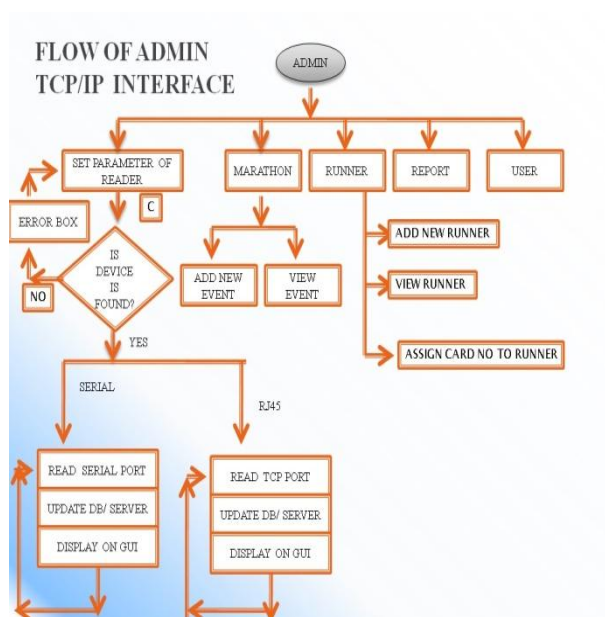 FLOW OF ADMIN
TCP/IP INTERFACE
ADMIN
SET PARAMETER OF
READER
MARATHON
RUNNER
REPORT
USER
C
ERROR BOX
IS
DEVICE
IS
FOUND?
NO
ADD NEW
EVENT
VIEW
EVENT
ADD NEW RUNNER
VIEW RUNNER
ASSIGN CARD NO TO RUNNER
YES
SERIAL
RJ45
READ SERIAL PORT
UPDATE DB/ SERVER
DISPLAY ON GUI
READ TCP PORT
UPDATE DB/ SERVER
DISPLAY ON GUI